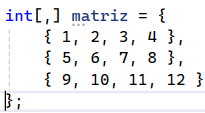 int[,] matriz = {
    { 1, 2, 3, 4 },
    { 5, 6, 7, 8 },
    { 9, 10, 11, 12 }
};